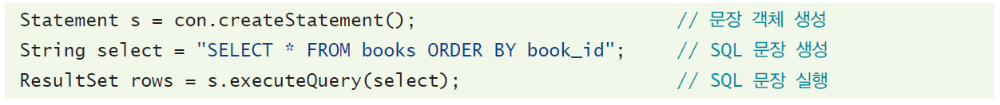 Statement s = con.createStatement(); // 문장 객체 생성
String select = "SELECT * FROM books ORDER BY book_id"; // SQL 문장 생성
ResultSet rows = s.executeQuery(select); // SQL 문장 실행